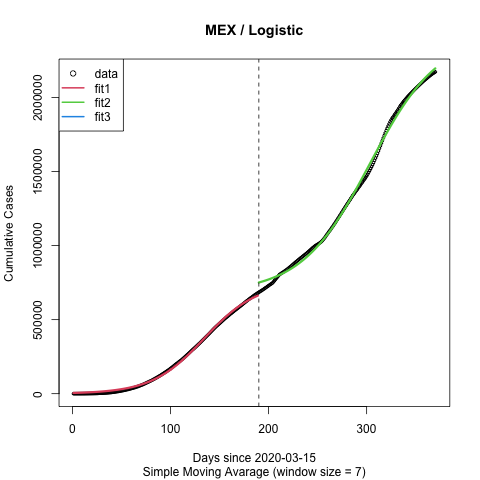 MEX / Logistic
data
fit1
fit2
fit3
Cumulative Cases
0
500000
1000000
1500000
2000000
0
100
200
300
Days since 2020-03-15
Simple Moving Avarage (window size = 7)